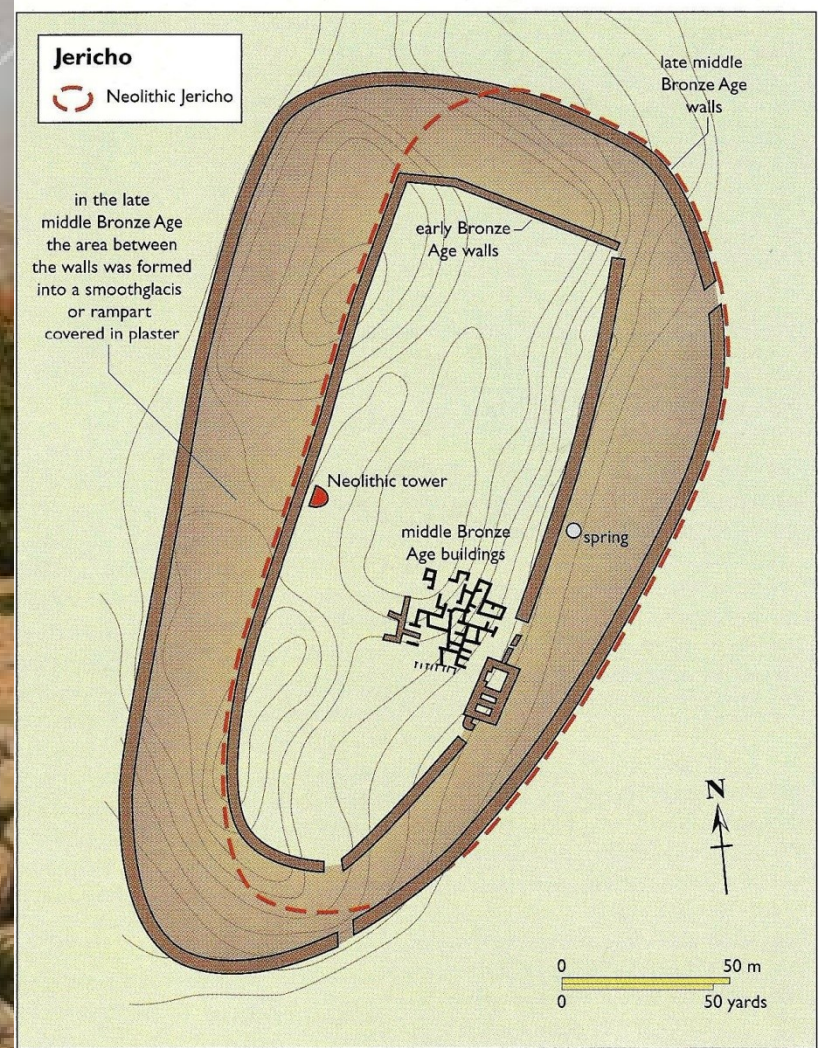 Jericho
Neolithic Jericho
late middle
Bronze Age
walls
in the late
middle Bronze Age
the area between
the walls was formed
into a smoothglacis
or rampart
covered in plaster
early Bronze
Age walls
Neolithic tower
middle Bronze
Age buildings
spring
N
0 50 m
0 50 yards